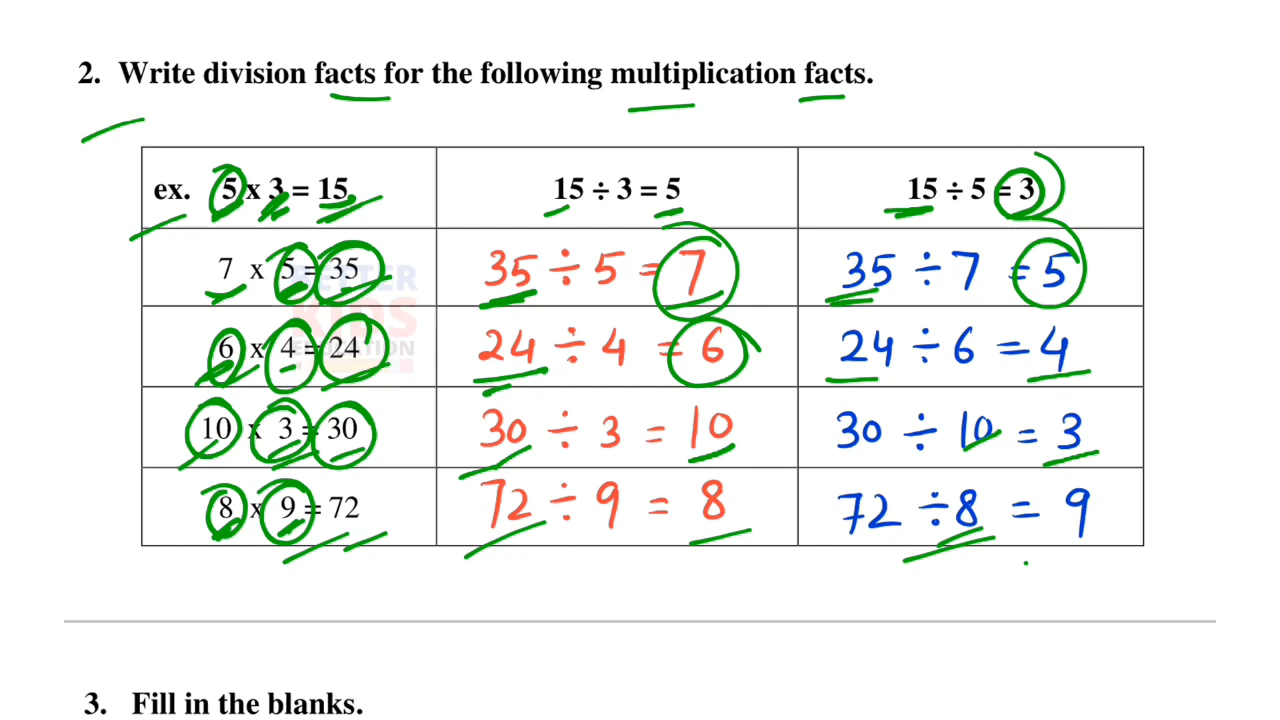 2. Write division facts for the following multiplication facts.
ex. 5 x 3 = 15 15 ÷ 3 = 5 15 ÷ 5 = 3
7 x 5 = 35 35 ÷ 5 = 7 35 ÷ 7 = 5
BETTER
KIDS
EDUCATION
6 x 4 = 24 24 ÷ 4 = 6 24 ÷ 6 = 4
10 x 3 = 30 30 ÷ 3 = 10 30 ÷ 10 = 3
8 x 9 = 72 72 ÷ 9 = 8 72 ÷ 8 = 9
3. Fill in the blanks.